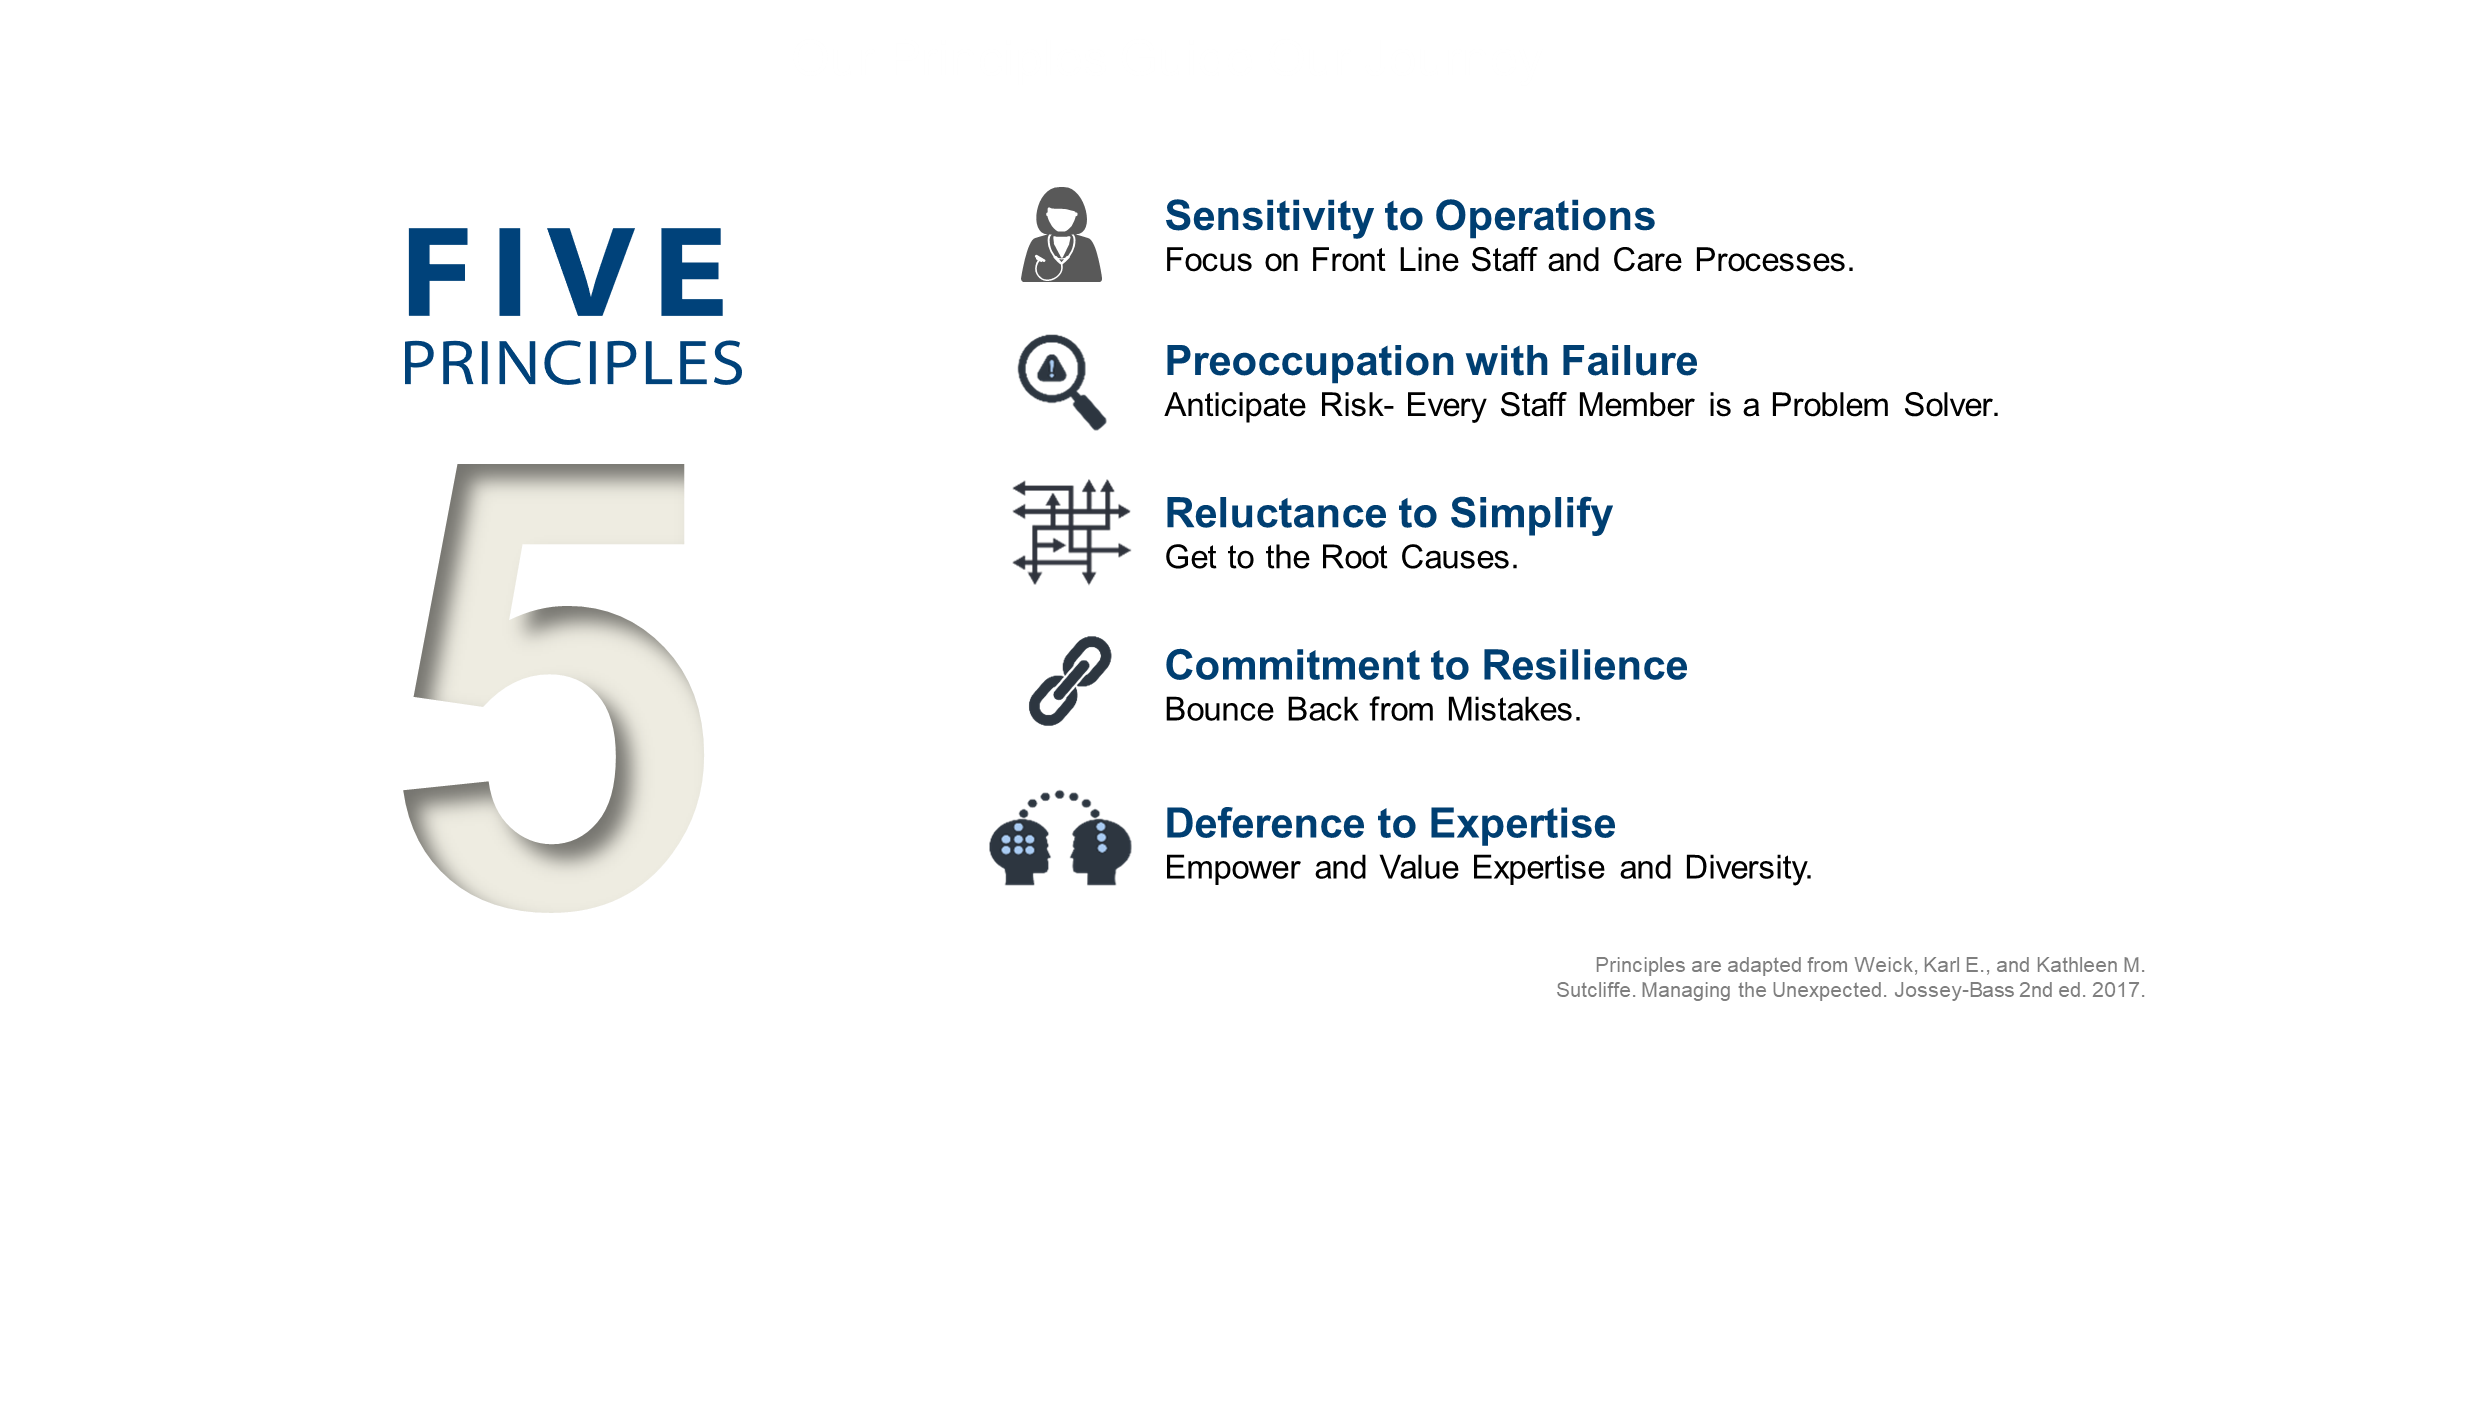 FIVE
PRINCIPLES
5
Sensitivity to Operations
Focus on Front Line Staff and Care Processes.
Preoccupation with Failure
Anticipate Risk- Every Staff Member is a Problem Solver.
Reluctance to Simplify
Get to the Root Causes.
Commitment to Resilience
Bounce Back from Mistakes.
Deference to Expertise
Empower and Value Expertise and Diversity.
Principles are adapted from Weick, Karl E., and Kathleen M.
Sutcliffe. Managing the Unexpected. Jossey-Bass 2nd ed. 2017.